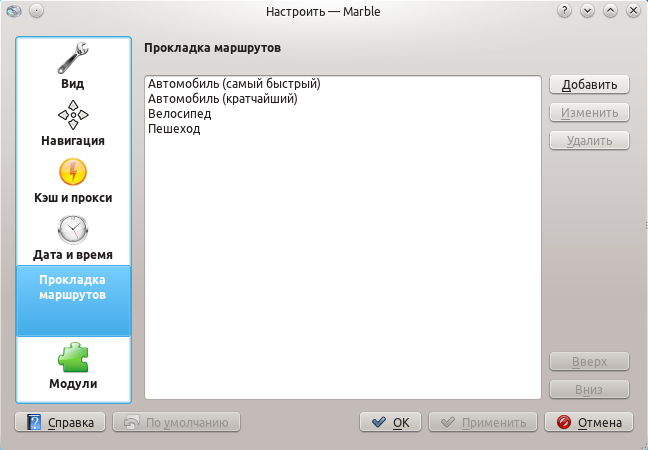 Настроить — Marble
Вид
Навигация
Кэш и прокси
Дата и время
Прокладка
маршрутов
Модули
Прокладка маршрутов
Автомобиль (самый быстрый)
Автомобиль (кратчайший)
Велосипед
Пешеход
Добавить
Изменить
Удалить
Вверх
Вниз
Справка
По умолчанию
OK
Применить
Отмена